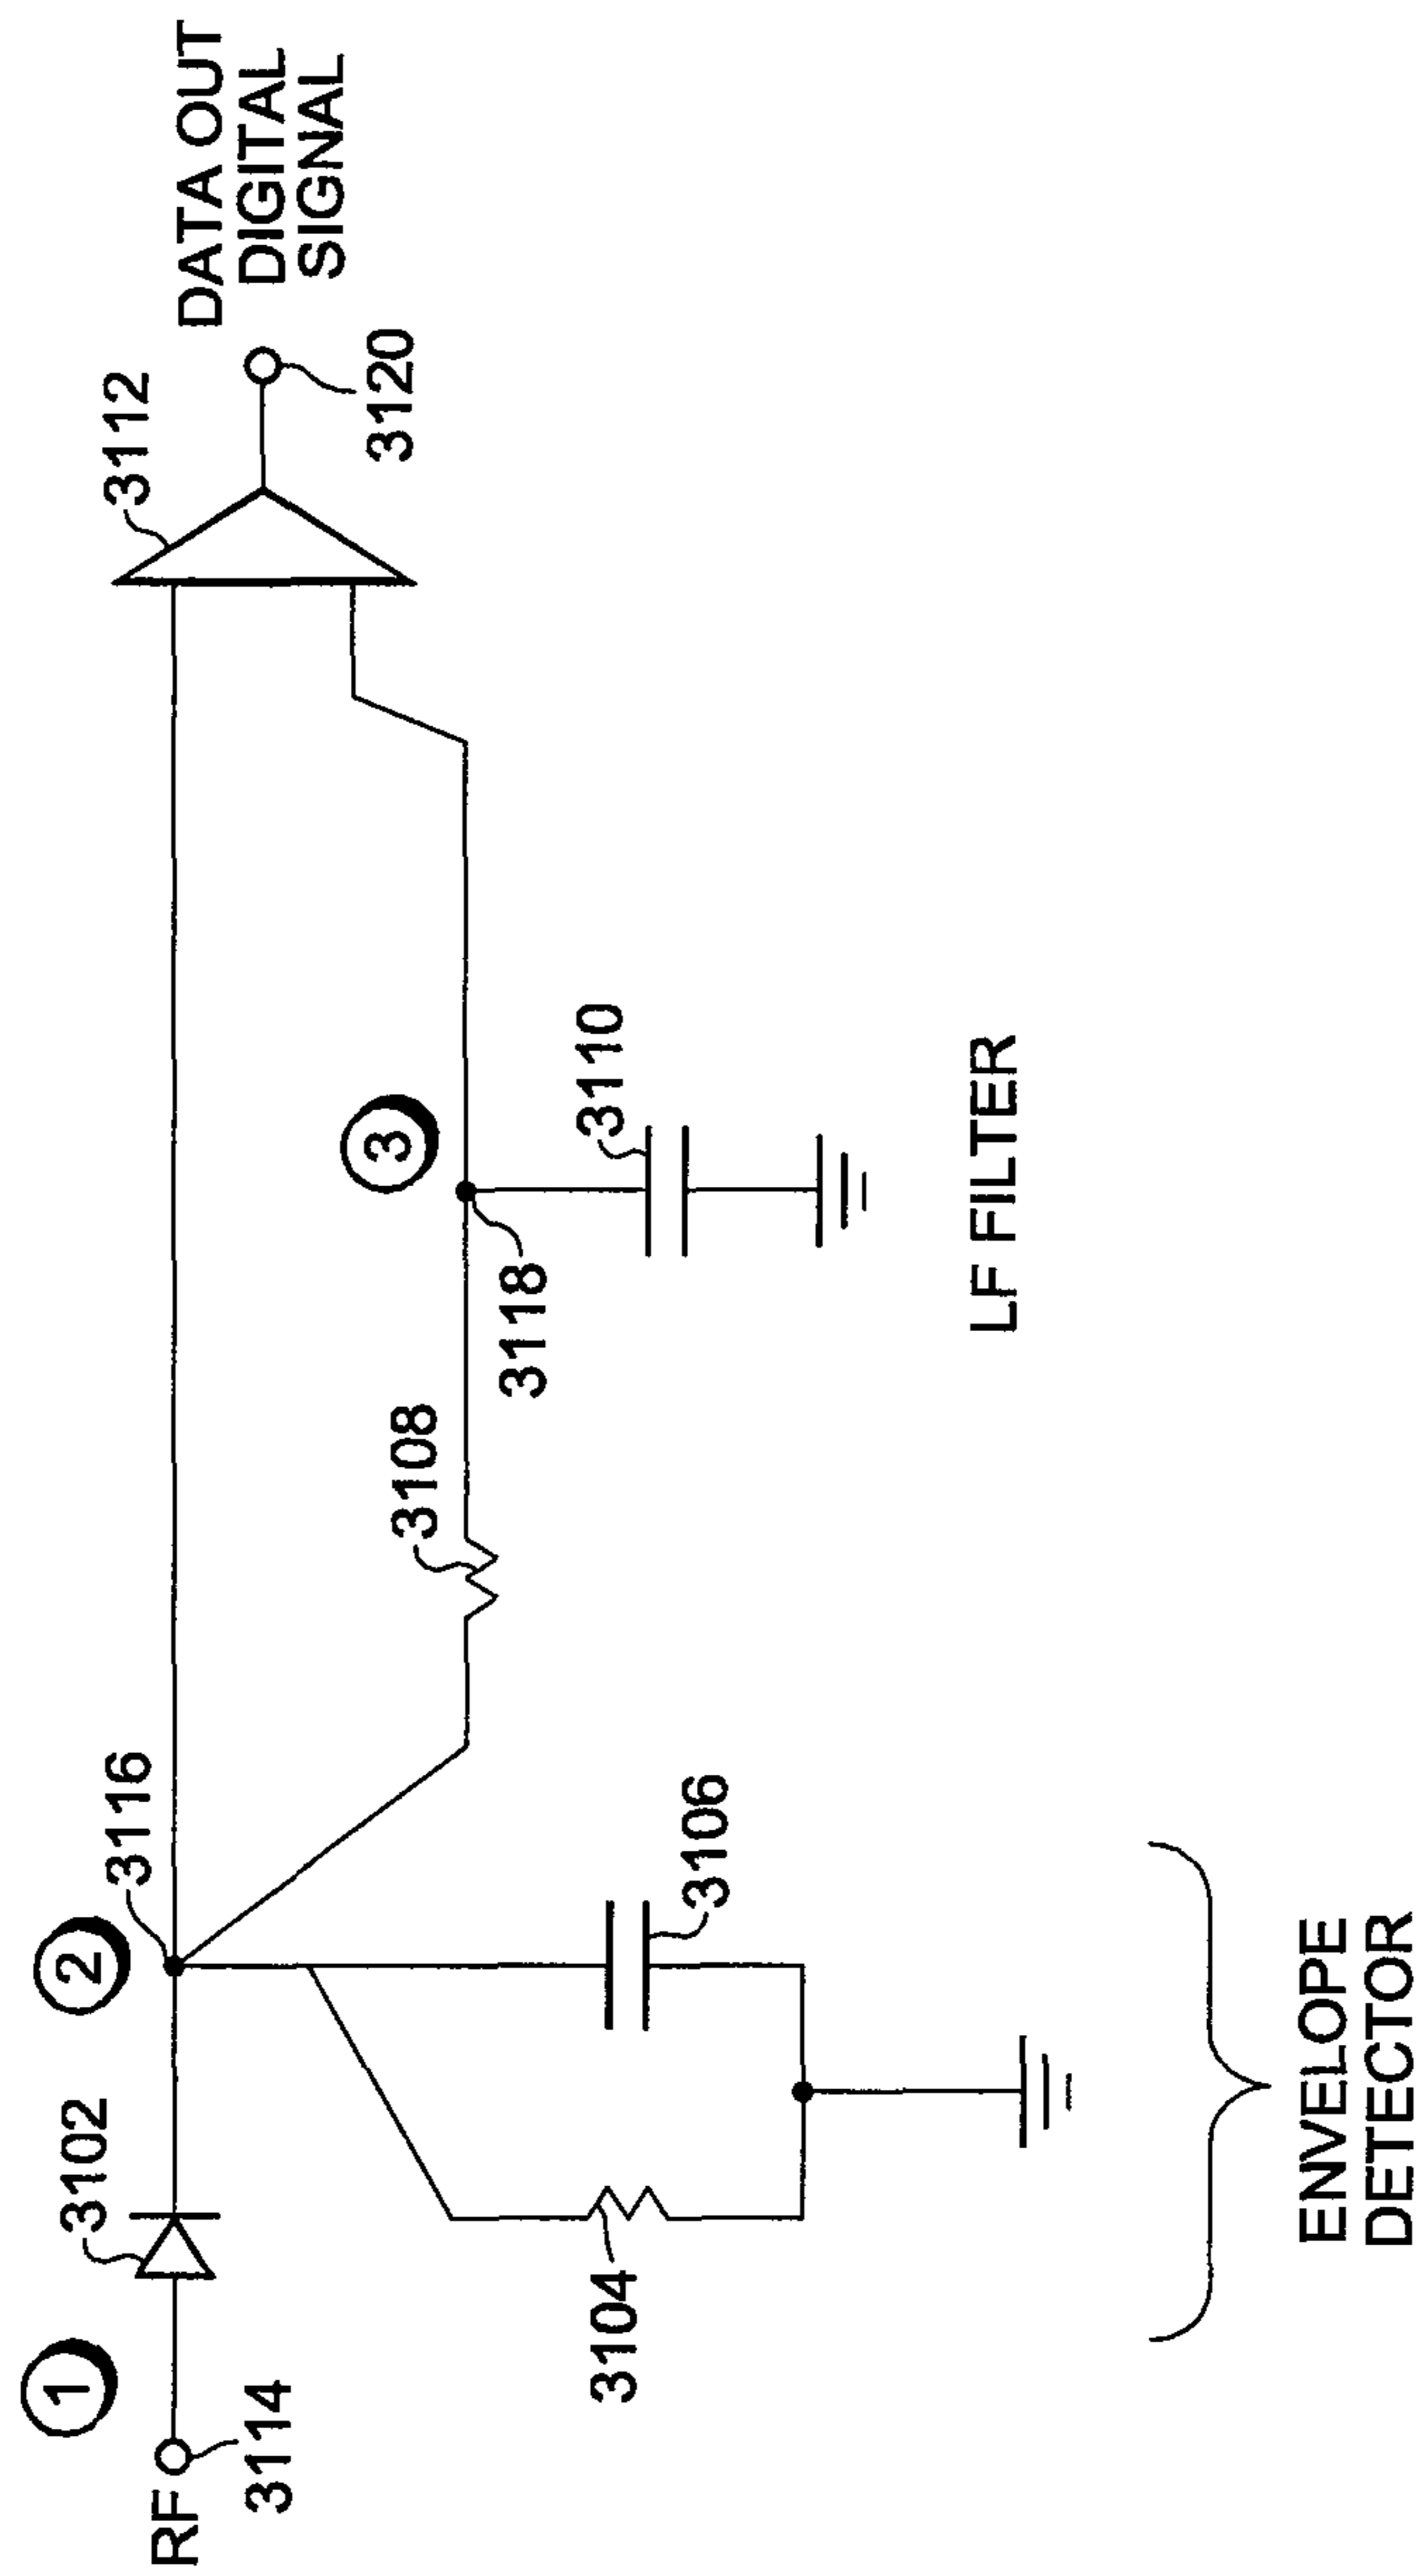 RF
3114
1
3102
2
3116
3104
3106
3108
3
3118
3110
3112
3120
DATA OUT
DIGITAL
SIGNAL
ENVELOPE
DETECTOR
LF FILTER